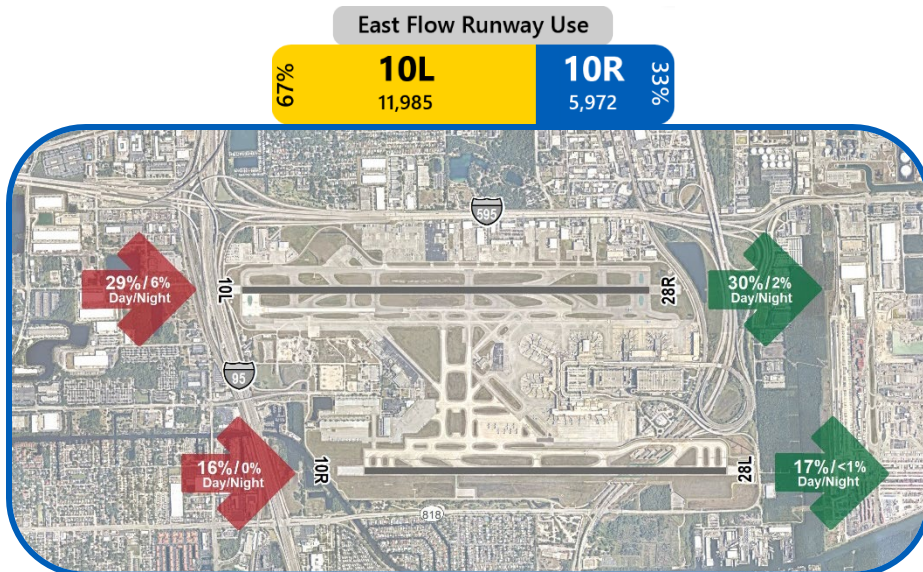 East Flow Runway Use
67%
10L
11,985
10R
5,972
33%
595
29%/6%
Day/Night
10L
28R
30%/2%
Day/Night
95
16%/0%
Day/Night
10R
28L
17%/<1%
Day/Night
818